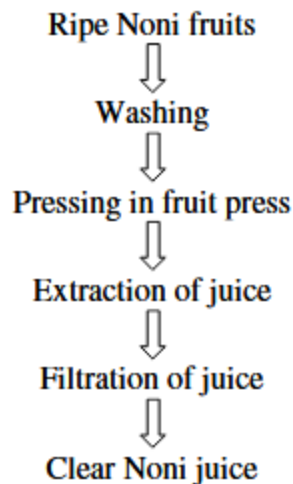 Ripe Noni fruits
Washing
Pressing in fruit press
Extraction of juice
Filtration of juice
Clear Noni juice